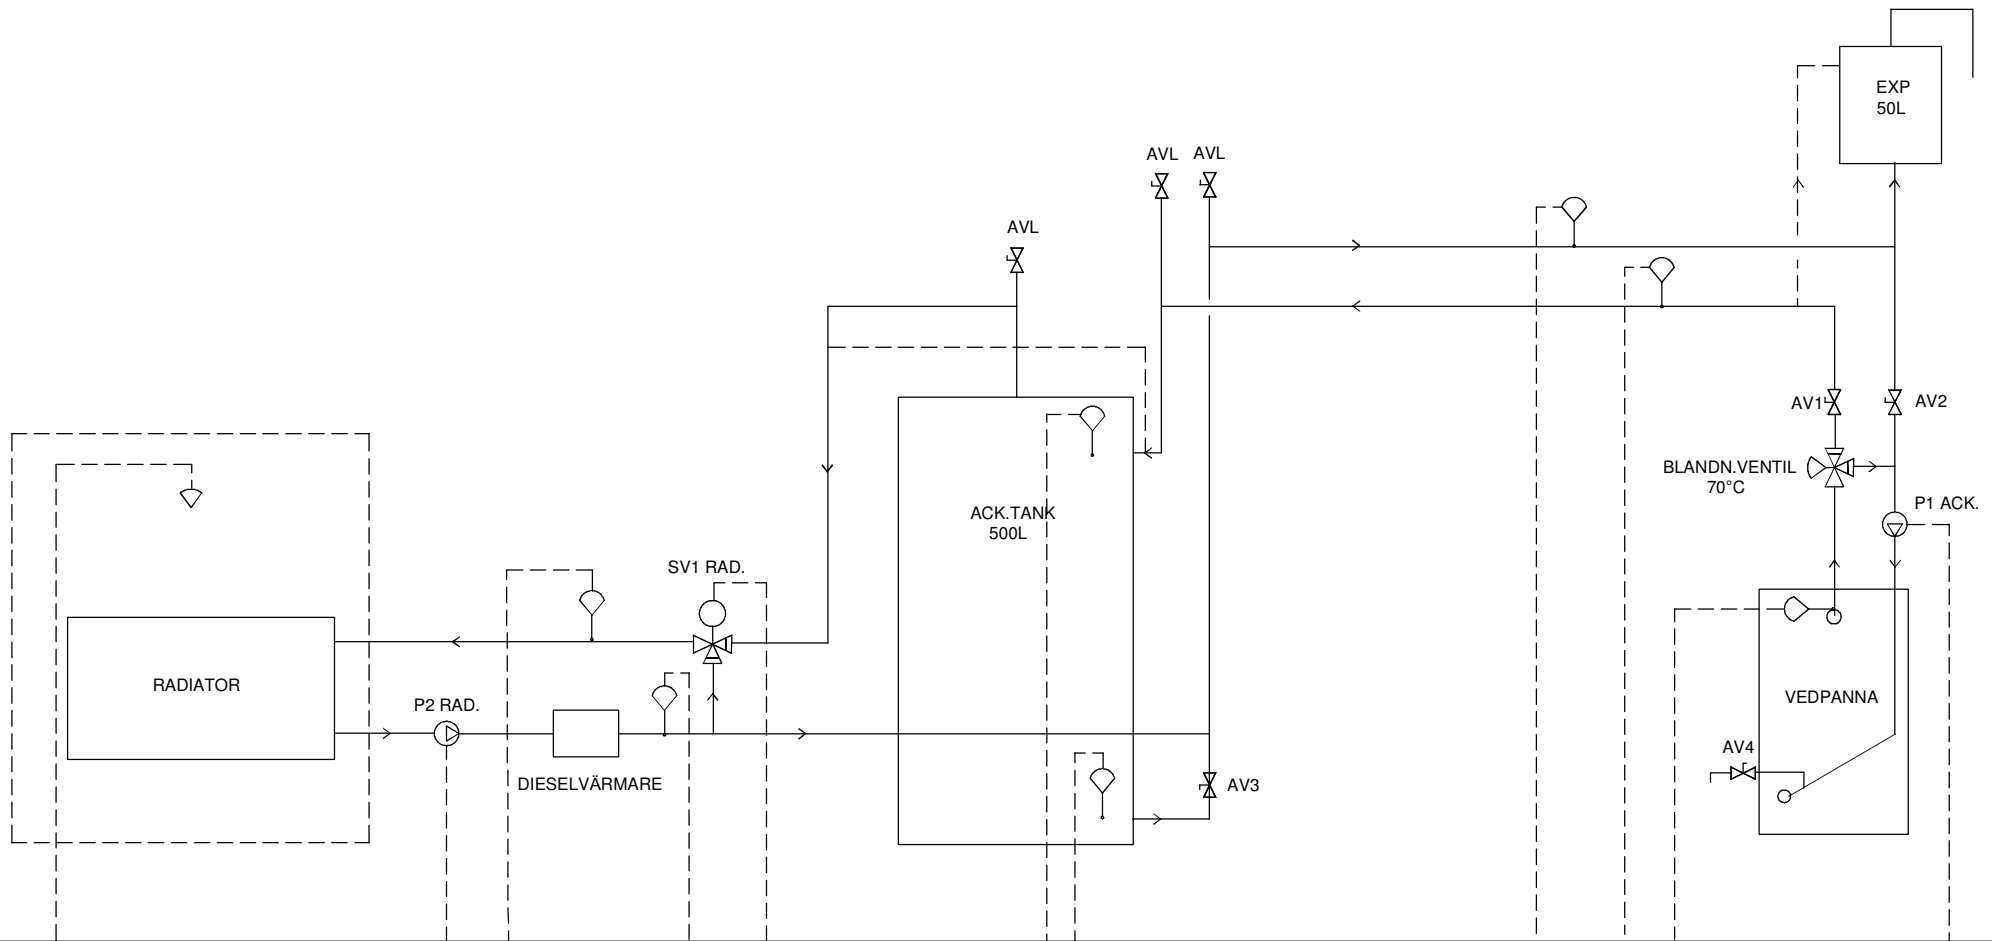 EXP
50L
AVL
AVL
AVL
AV1
AV2
BLANDN.VENTIL
70°C
P1 ACK.
ACK.TANK
500L
SV1 RAD.
RADIATOR
P2 RAD.
VEDPANNA
AV4
DIESELVÄRMARE
AV3